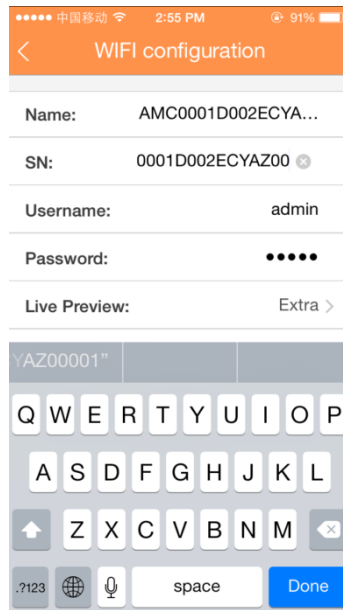 中国移动 2:55 PM 91%
WIFI configuration
Name: AMC0001D002ECYA...
SN: 0001D002ECYAZ00
Username: admin
Password: •••••
Live Preview: Extra >
YAZ00001”
Q W E R T Y U I O P
A S D F G H J K L
Z X C V B N M
.?123 space Done